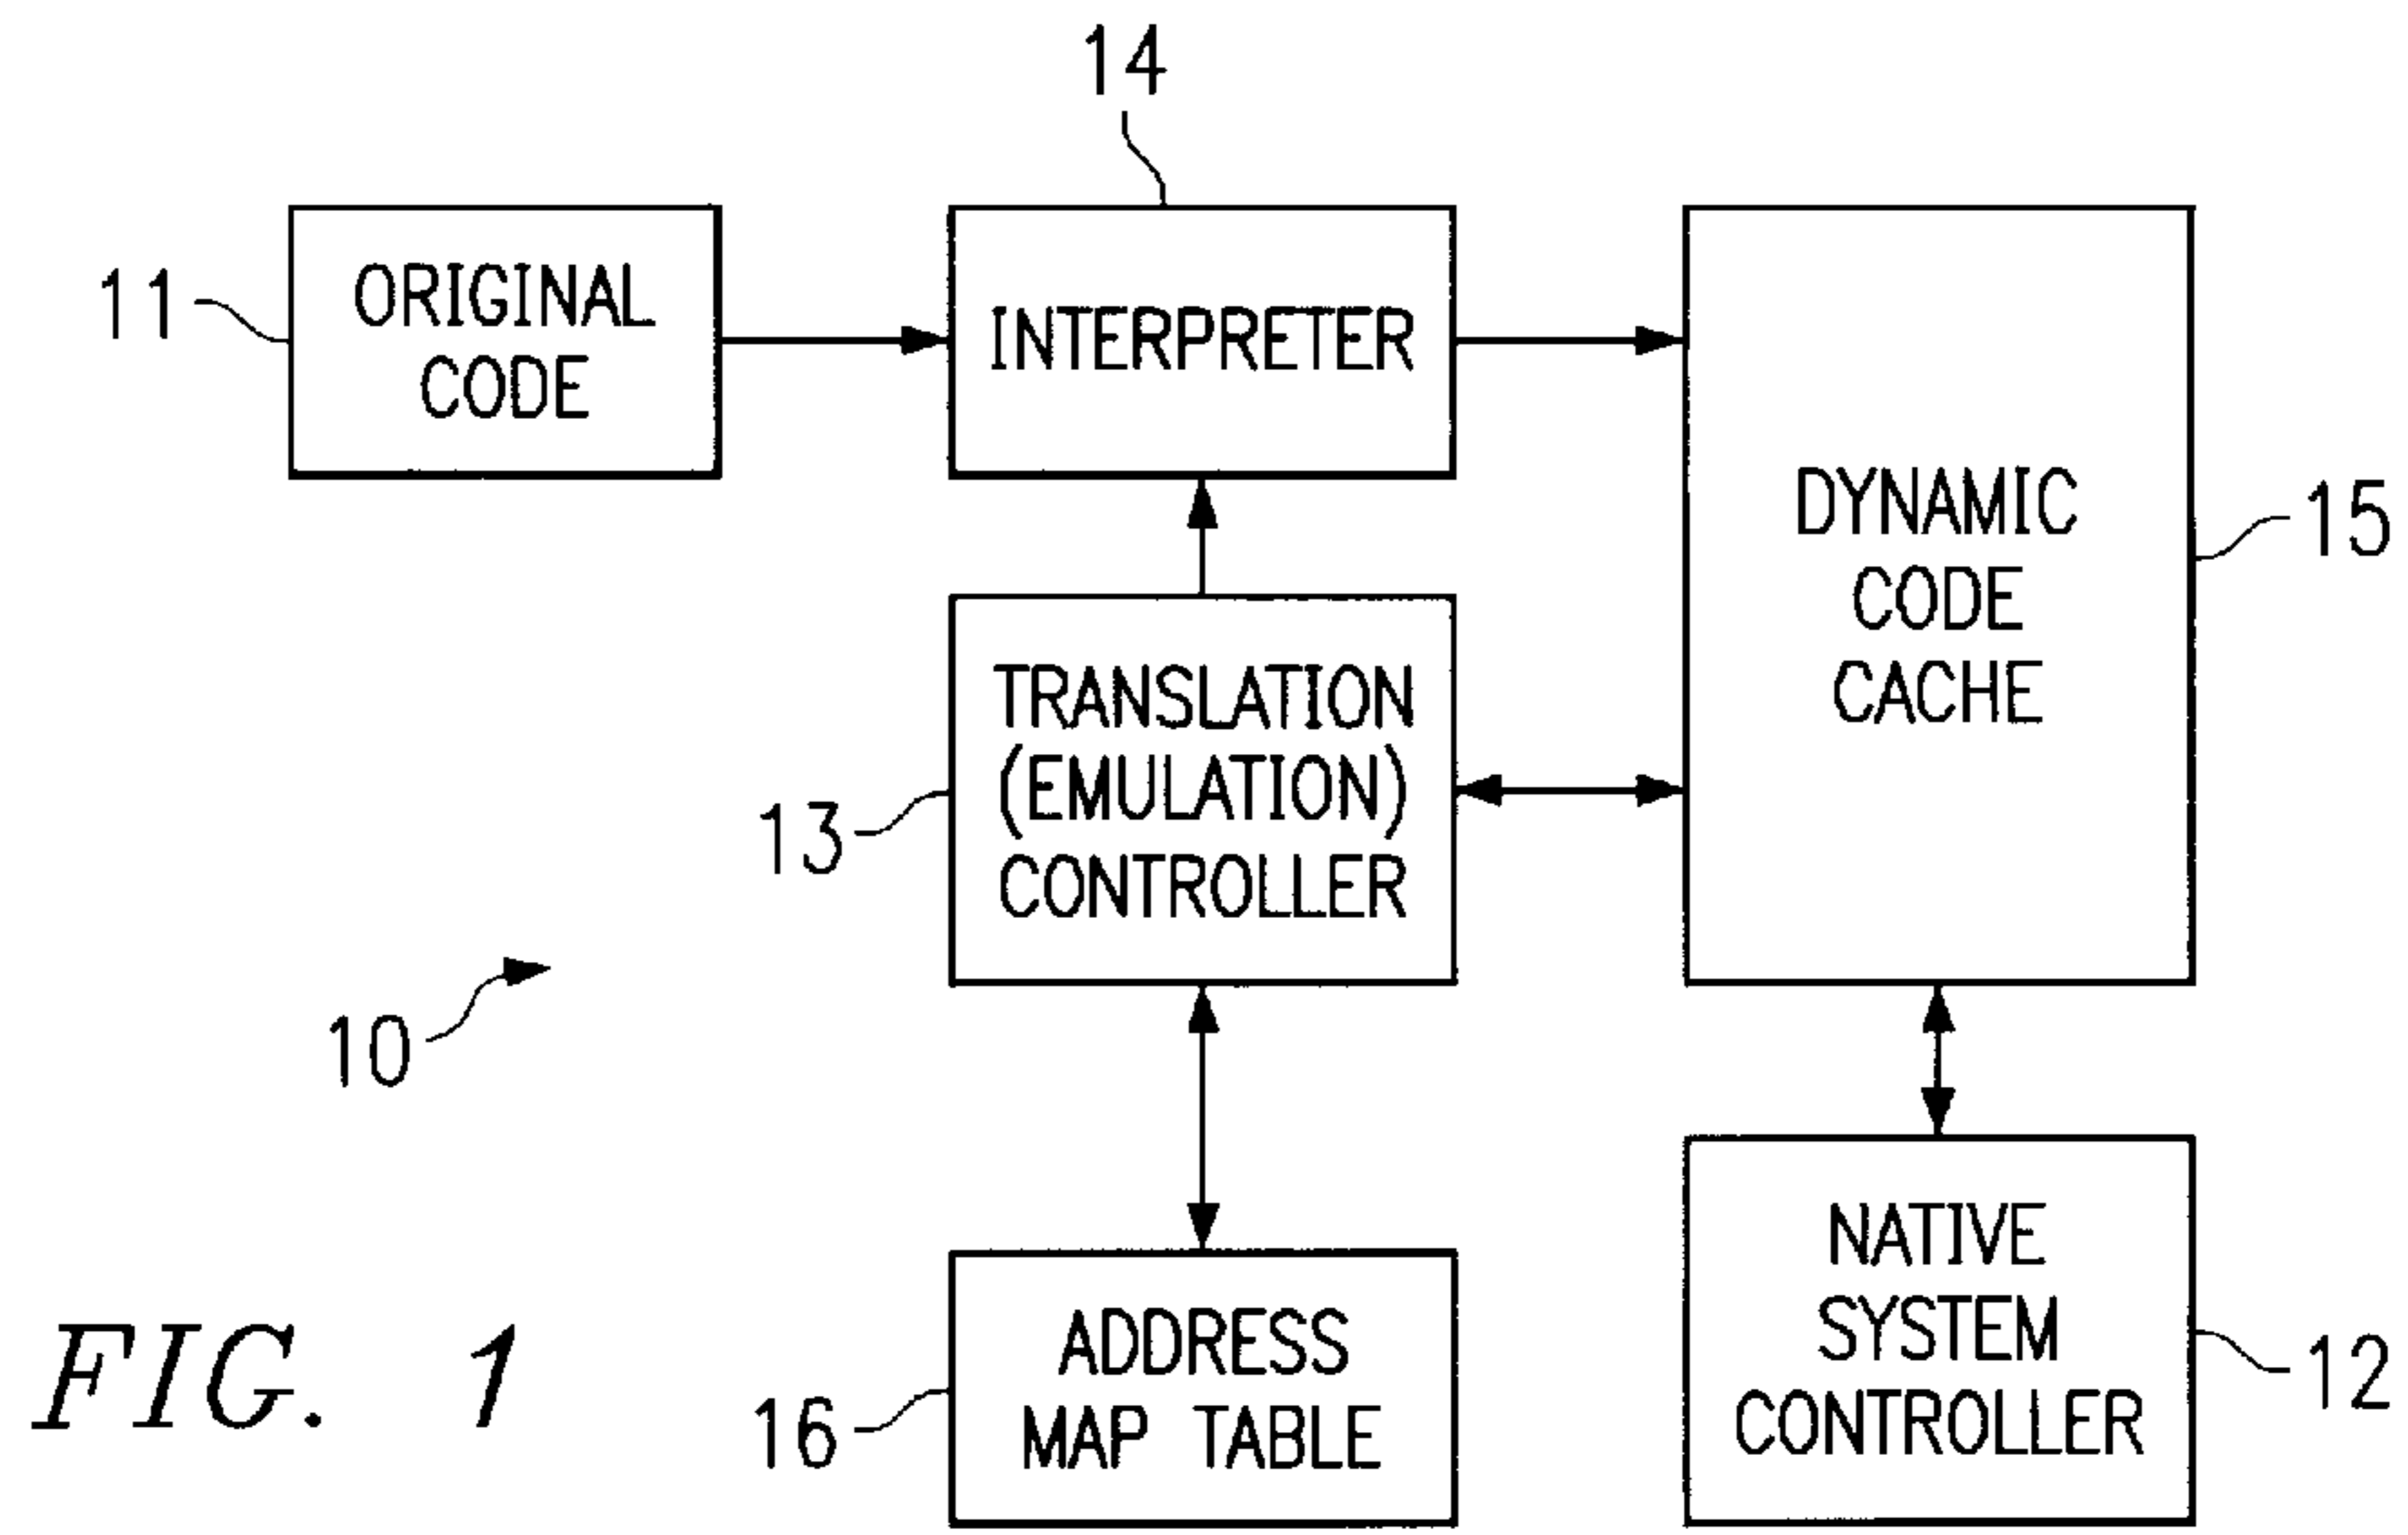 14
11
ORIGINAL
CODE
INTERPRETER
DYNAMIC
CODE
CACHE
15
TRANSLATION
(EMULATION)
CONTROLLER
13
10
ADDRESS
MAP TABLE
16
NATIVE
SYSTEM
CONTROLLER
12
FIG. 1